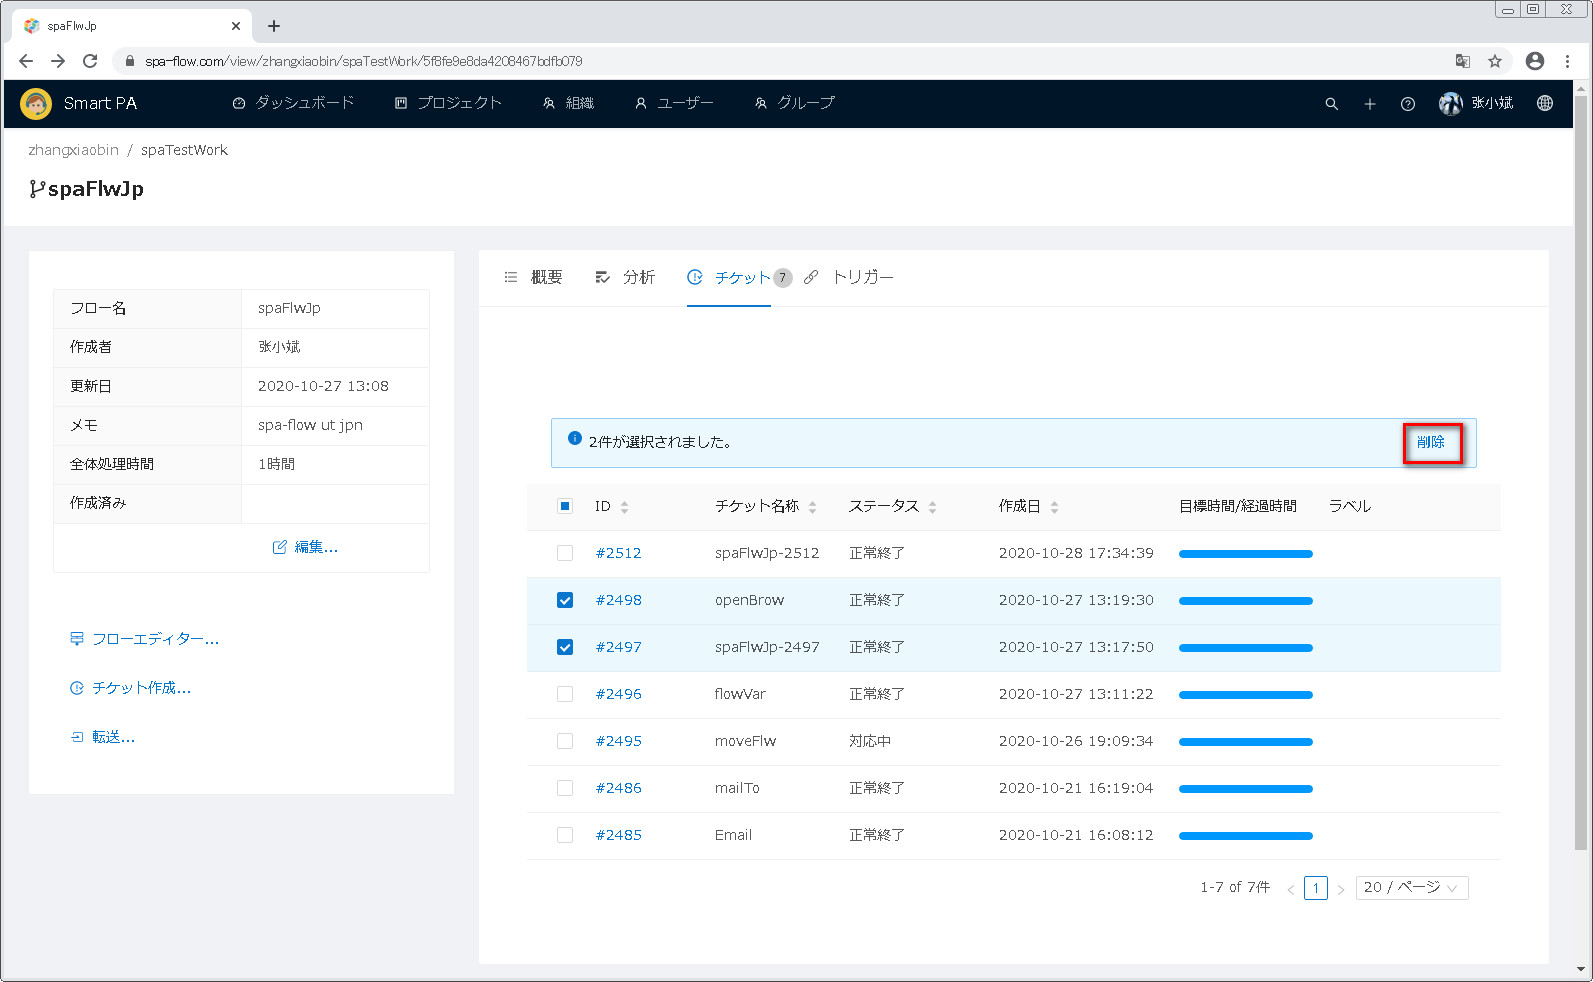 spaFlwJp
spa-flow.com/view/zhangxiaobin/spaTestWork/5f8fe9e8da4208467bdfb079
Smart PA
ダッシュボード
プロジェクト
組織
ユーザー
グループ
张小斌
zhangxiaobin / spaTestWork
spaFlwJp
フロー名 spaFlwJp
作成者 张小斌
更新日 2020-10-27 13:08
メモ spa-flow ut jpn
全体処理時間 1時間
作成済み
編集...
フローエディター...
チケット作成...
転送...
概要 分析 チケット 7 トリガー
2件が選択されました。 削除
ID チケット名称 ステータス 作成日 目標時間/経過時間 ラベル
#2512 spaFlwJp-2512 正常終了 2020-10-28 17:34:39
#2498 openBrow 正常終了 2020-10-27 13:19:30
#2497 spaFlwJp-2497 正常終了 2020-10-27 13:17:50
#2496 flowVar 正常終了 2020-10-27 13:11:22
#2495 moveFlw 対応中 2020-10-26 19:09:34
#2486 mailTo 正常終了 2020-10-21 16:19:04
#2485 Email 正常終了 2020-10-21 16:08:12
1-7 of 7件 < 1 > 20 / ページ